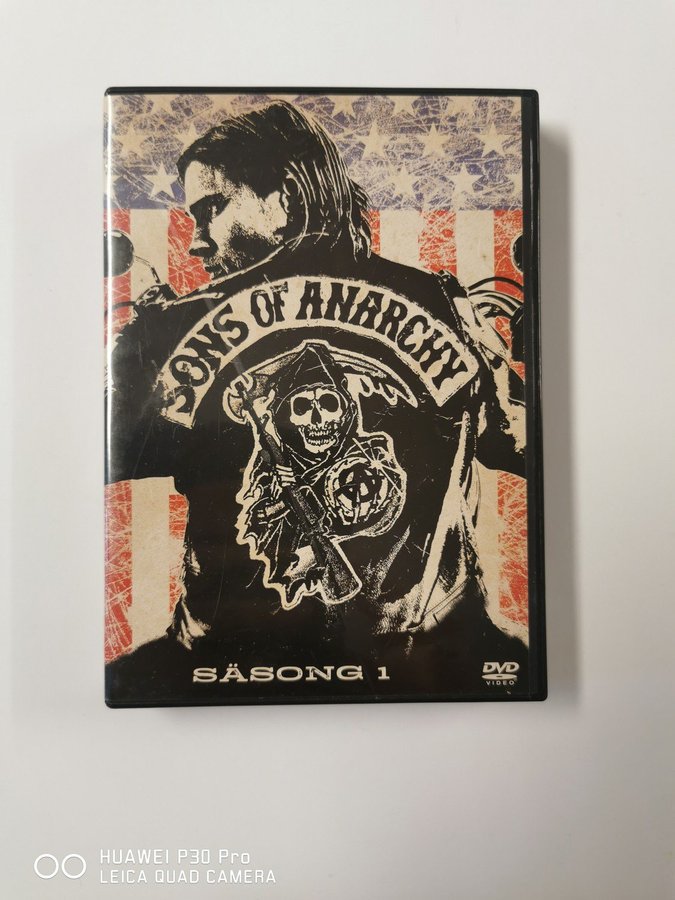 SONS OF ANARCHY
SÄSONG 1
DVD
VIDEO
HUAWEI P30 Pro
LEICA QUAD CAMERA